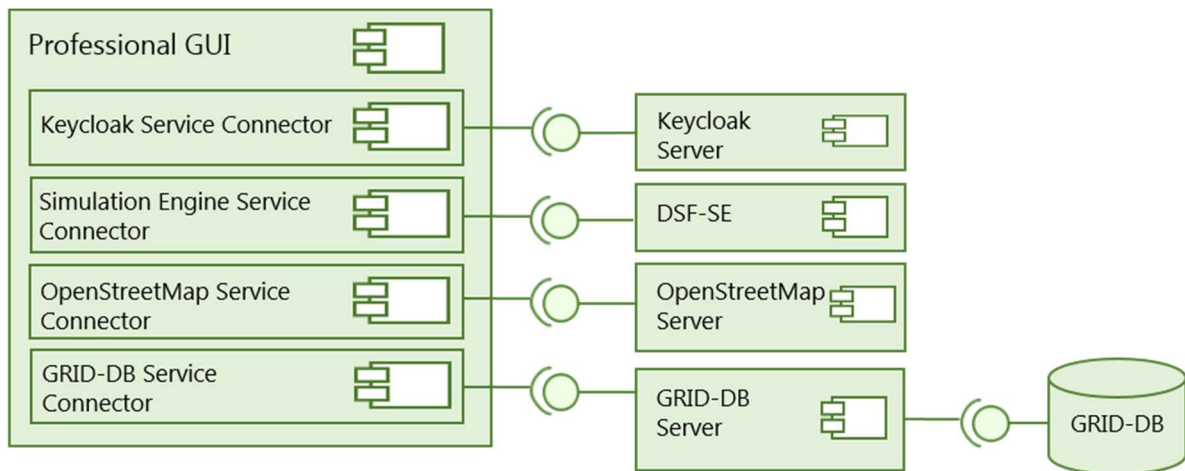 Professional GUI
Keycloak Service Connector
Keycloak
Server
Simulation Engine Service
Connector
DSF-SE
OpenStreetMap Service
Connector
OpenStreetMap
Server
GRID-DB Service
Connector
GRID-DB
Server
GRID-DB